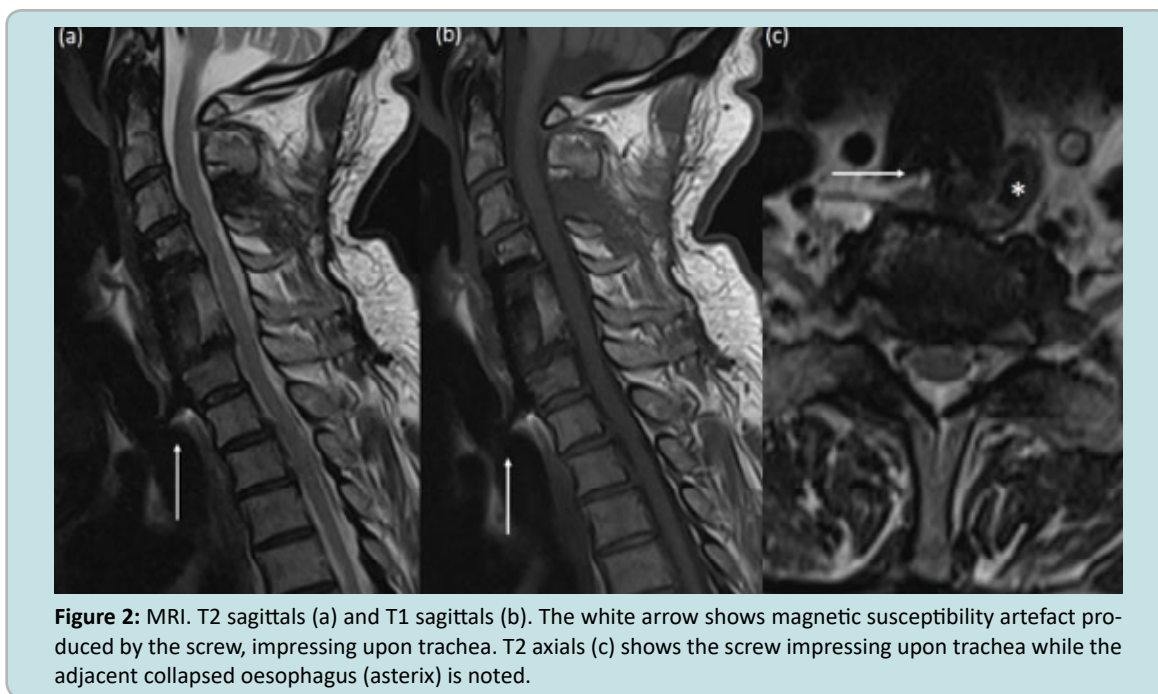 (a) (b) (c)
*
Figure 2: MRI. T2 sagittals (a) and T1 sagittals (b). The white arrow shows magnetic susceptibility artefact pro-
duced by the screw, impressing upon trachea. T2 axials (c) shows the screw impressing upon trachea while the
adjacent collapsed oesophagus (asterix) is noted.